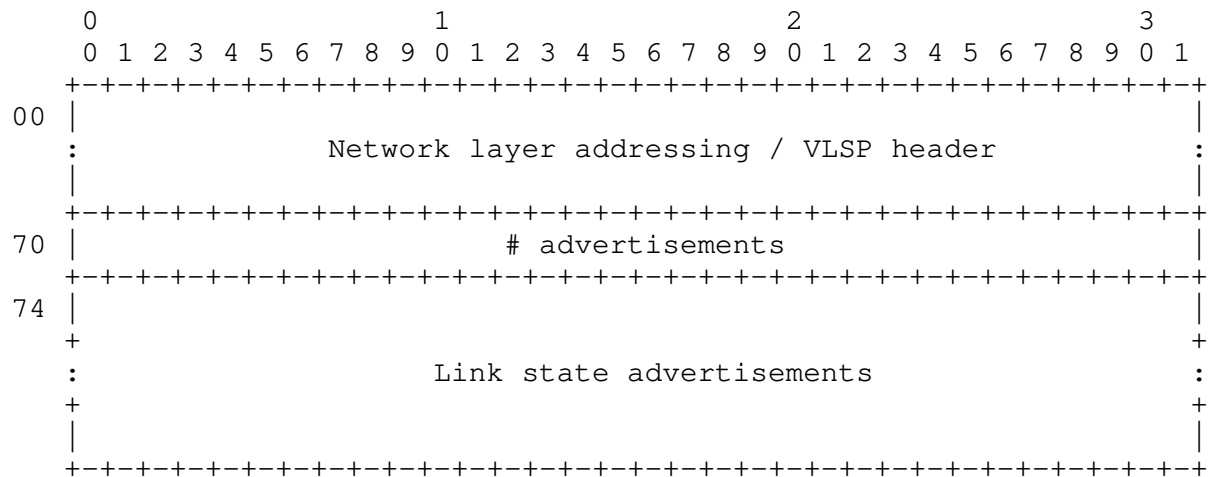 0                   1                   2                   3
     0 1 2 3 4 5 6 7 8 9 0 1 2 3 4 5 6 7 8 9 0 1 2 3 4 5 6 7 8 9 0 1
    +-+-+-+-+-+-+-+-+-+-+-+-+-+-+-+-+-+-+-+-+-+-+-+-+-+-+-+-+-+-+-+-+
00  |                                                               |
    :              Network layer addressing / VLSP header           :
    |                                                               |
    +-+-+-+-+-+-+-+-+-+-+-+-+-+-+-+-+-+-+-+-+-+-+-+-+-+-+-+-+-+-+-+-+
70  |                        # advertisements                       |
    +-+-+-+-+-+-+-+-+-+-+-+-+-+-+-+-+-+-+-+-+-+-+-+-+-+-+-+-+-+-+-+-+
74  |                                                               |
    +                                                               +
    :                    Link state advertisements                  :
    +                                                               +
    |                                                               |
    +-+-+-+-+-+-+-+-+-+-+-+-+-+-+-+-+-+-+-+-+-+-+-+-+-+-+-+-+-+-+-+-+